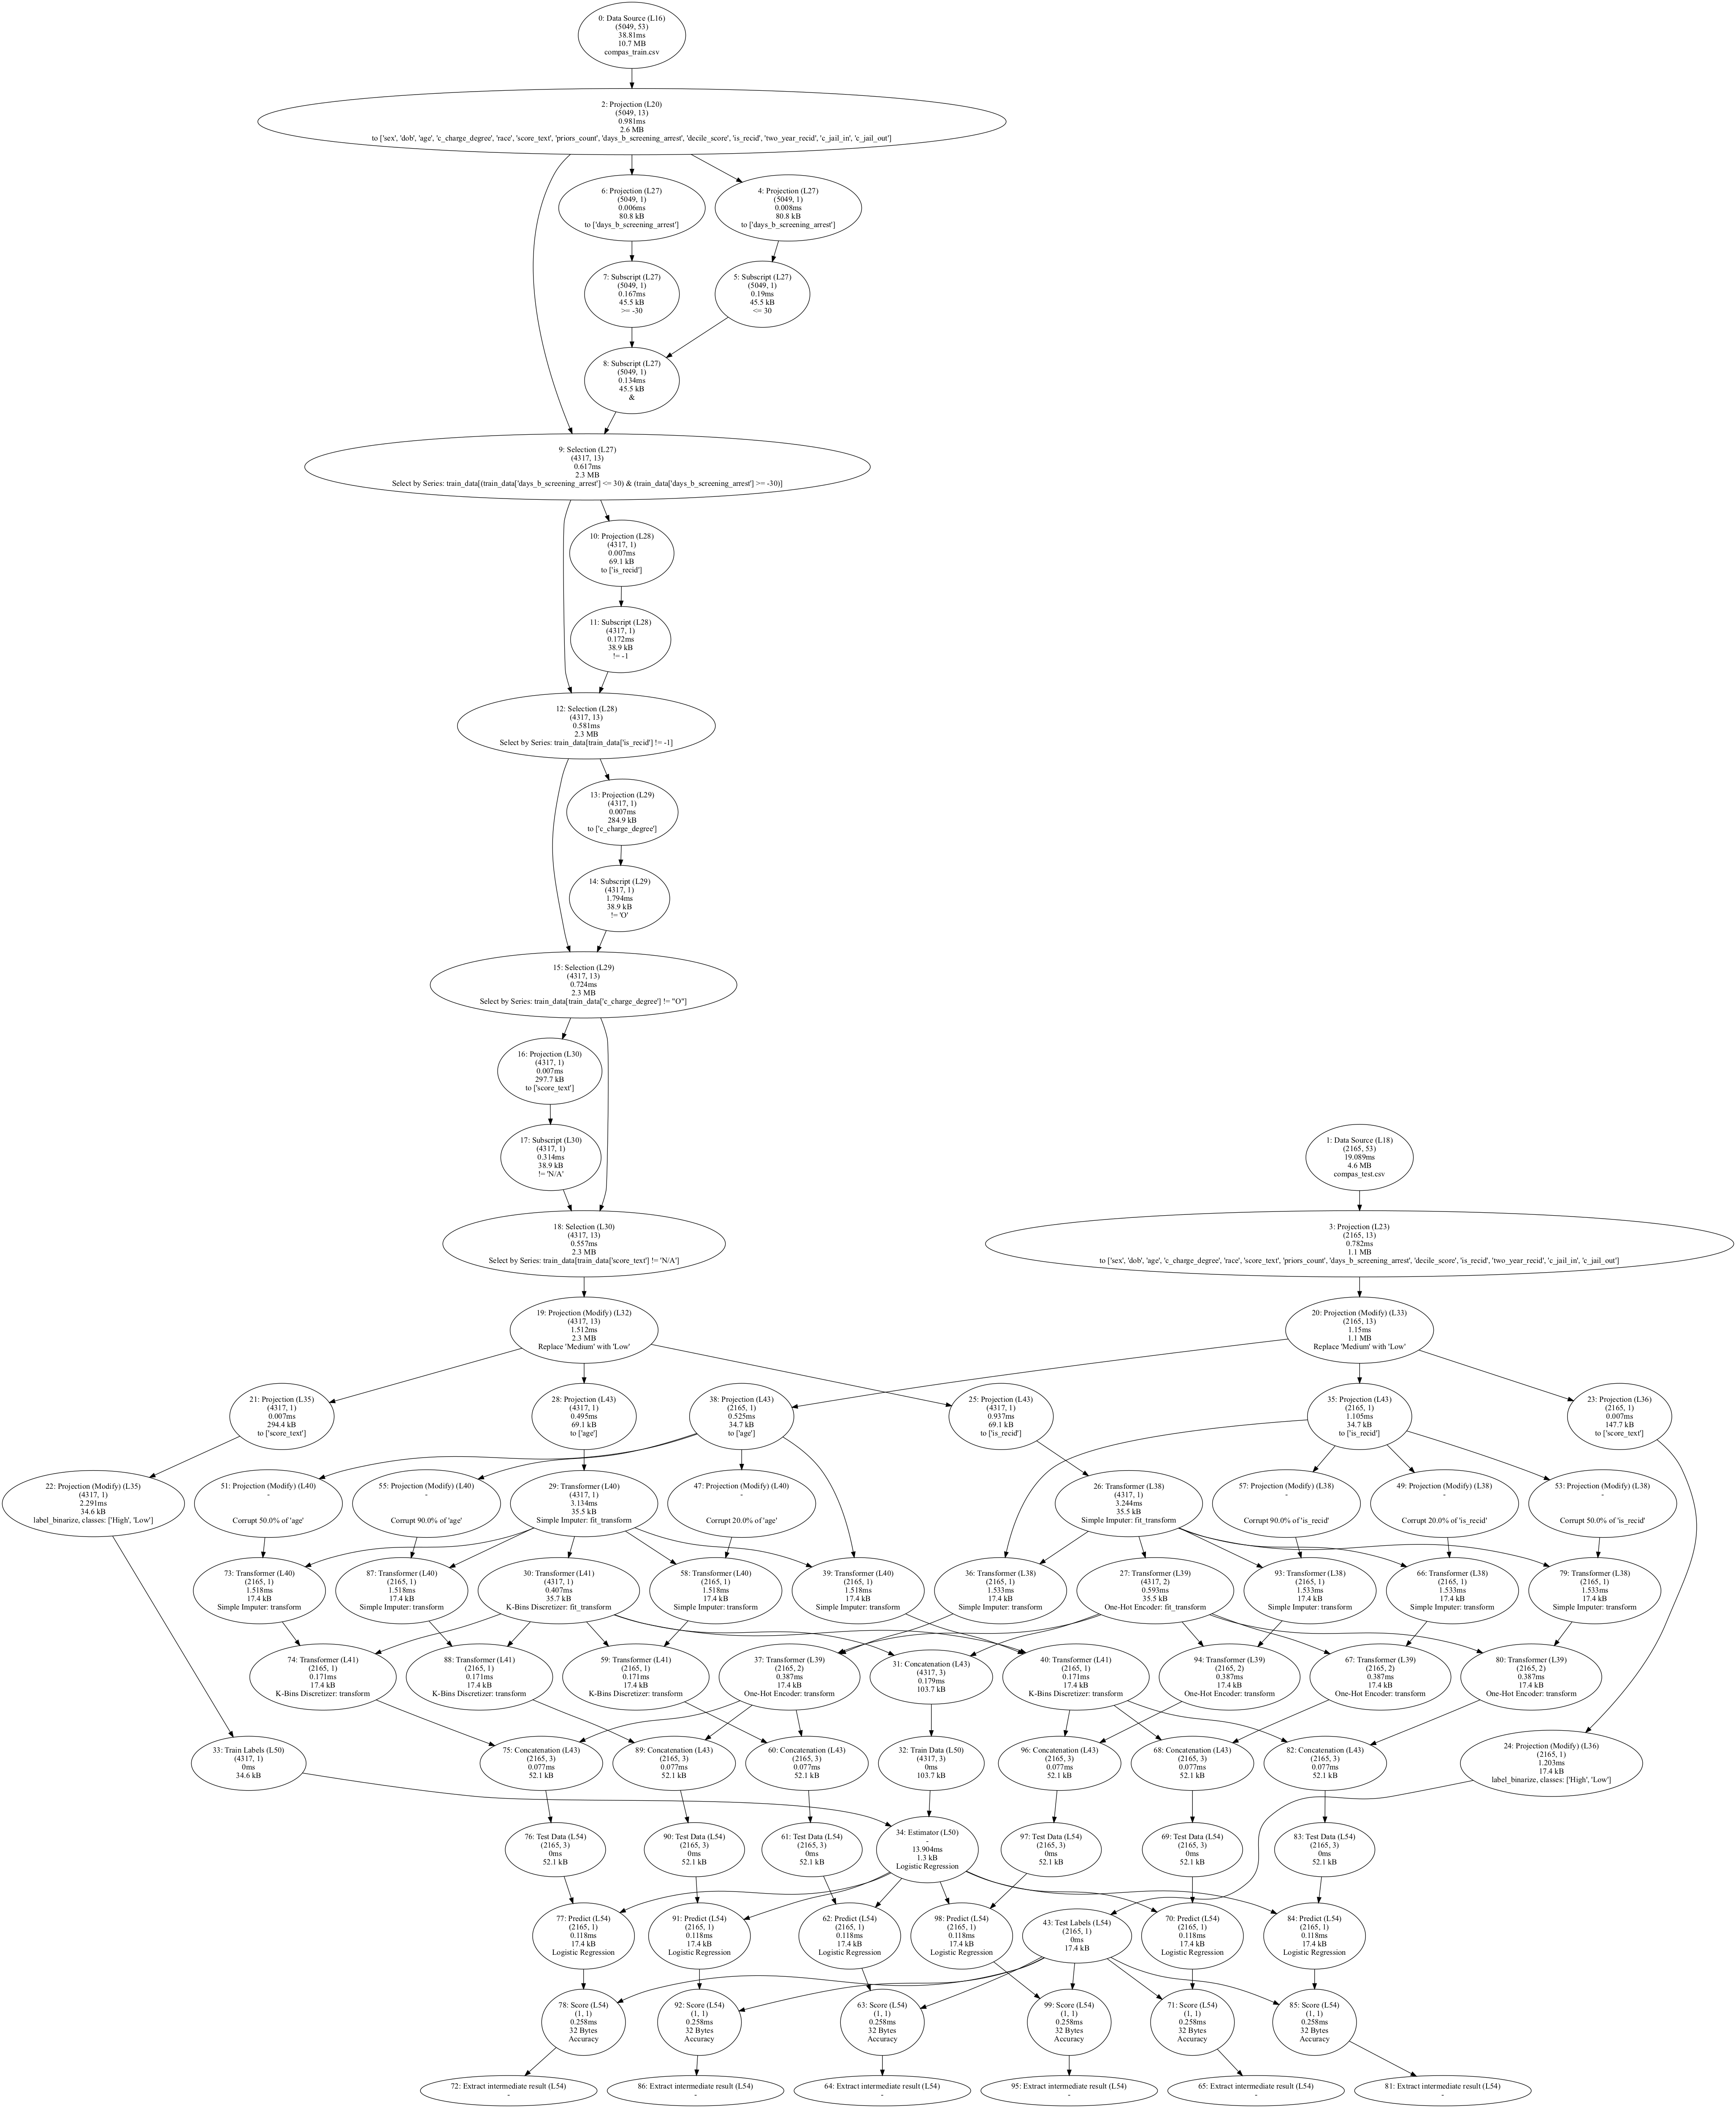 0: Data Source (L16)
(5049, 53)
38.81ms
10.7 MB
compas_train.csv
2: Projection (L20)
(5049, 13)
0.981ms
2.6 MB
to ['sex', 'dob', 'age', 'c_charge_degree', 'race', 'score_text', 'priors_count', 'days_b_screening_arrest', 'decile_score', 'is_recid', 'two_year_recid', 'c_jail_in', 'c_jail_out']
6: Projection (L27)
(5049, 1)
0.006ms
80.8 kB
to ['days_b_screening_arrest']
4: Projection (L27)
(5049, 1)
0.008ms
80.8 kB
to ['days_b_screening_arrest']
7: Subscript (L27)
(5049, 1)
0.167ms
45.5 kB
>= -30
5: Subscript (L27)
(5049, 1)
0.19ms
45.5 kB
<= 30
8: Subscript (L27)
(5049, 1)
0.134ms
45.5 kB
&
9: Selection (L27)
(4317, 13)
0.617ms
2.3 MB
Select by Series: train_data[(train_data['days_b_screening_arrest'] <= 30) & (train_data['days_b_screening_arrest'] >= -30)]
10: Projection (L28)
(4317, 1)
0.007ms
69.1 kB
to ['is_recid']
11: Subscript (L28)
(4317, 1)
0.172ms
38.9 kB
!= -1
12: Selection (L28)
(4317, 13)
0.581ms
2.3 MB
Select by Series: train_data[train_data['is_recid'] != -1]
13: Projection (L29)
(4317, 1)
0.007ms
284.9 kB
to ['c_charge_degree']
14: Subscript (L29)
(4317, 1)
1.794ms
38.9 kB
!= 'O'
15: Selection (L29)
(4317, 13)
0.724ms
2.3 MB
Select by Series: train_data[train_data['c_charge_degree'] != "O"]
16: Projection (L30)
(4317, 1)
0.007ms
297.7 kB
to ['score_text']
17: Subscript (L30)
(4317, 1)
0.314ms
38.9 kB
!= 'N/A'
1: Data Source (L18)
(2165, 53)
19.089ms
4.6 MB
compas_test.csv
18: Selection (L30)
(4317, 13)
0.557ms
2.3 MB
Select by Series: train_data[train_data['score_text'] != 'N/A']
3: Projection (L23)
(2165, 13)
0.782ms
1.1 MB
to ['sex', 'dob', 'age', 'c_charge_degree', 'race', 'score_text', 'priors_count', 'days_b_screening_arrest', 'decile_score', 'is_recid', 'two_year_recid', 'c_jail_in', 'c_jail_out']
19: Projection (Modify) (L32)
(4317, 13)
1.512ms
2.3 MB
Replace 'Medium' with 'Low'
20: Projection (Modify) (L33)
(2165, 13)
1.15ms
1.1 MB
Replace 'Medium' with 'Low'
21: Projection (L35)
(4317, 1)
0.007ms
294.4 kB
to ['score_text']
28: Projection (L43)
(4317, 1)
0.495ms
69.1 kB
to ['age']
38: Projection (L43)
(2165, 1)
0.525ms
34.7 kB
to ['age']
25: Projection (L43)
(4317, 1)
0.937ms
69.1 kB
to ['is_recid']
35: Projection (L43)
(2165, 1)
1.105ms
34.7 kB
to ['is_recid']
23: Projection (L36)
(2165, 1)
0.007ms
147.7 kB
to ['score_text']
22: Projection (Modify) (L35)
(4317, 1)
2.291ms
34.6 kB
label_binarize, classes: ['High', 'Low']
51: Projection (Modify) (L40)
-
Corrupt 50.0% of 'age'
55: Projection (Modify) (L40)
-
Corrupt 90.0% of 'age'
29: Transformer (L40)
(4317, 1)
3.134ms
35.5 kB
Simple Imputer: fit_transform
47: Projection (Modify) (L40)
-
Corrupt 20.0% of 'age'
26: Transformer (L38)
(4317, 1)
3.244ms
35.5 kB
Simple Imputer: fit_transform
57: Projection (Modify) (L38)
-
Corrupt 90.0% of 'is_recid'
49: Projection (Modify) (L38)
-
Corrupt 20.0% of 'is_recid'
53: Projection (Modify) (L38)
-
Corrupt 50.0% of 'is_recid'
73: Transformer (L40)
(2165, 1)
1.518ms
17.4 kB
Simple Imputer: transform
87: Transformer (L40)
(2165, 1)
1.518ms
17.4 kB
Simple Imputer: transform
30: Transformer (L41)
(4317, 1)
0.407ms
35.7 kB
K-Bins Discretizer: fit_transform
58: Transformer (L40)
(2165, 1)
1.518ms
17.4 kB
Simple Imputer: transform
39: Transformer (L40)
(2165, 1)
1.518ms
17.4 kB
Simple Imputer: transform
36: Transformer (L38)
(2165, 1)
1.533ms
17.4 kB
Simple Imputer: transform
27: Transformer (L39)
(4317, 2)
0.593ms
35.5 kB
One-Hot Encoder: fit_transform
93: Transformer (L38)
(2165, 1)
1.533ms
17.4 kB
Simple Imputer: transform
66: Transformer (L38)
(2165, 1)
1.533ms
17.4 kB
Simple Imputer: transform
79: Transformer (L38)
(2165, 1)
1.533ms
17.4 kB
Simple Imputer: transform
74: Transformer (L41)
(2165, 1)
0.171ms
17.4 kB
K-Bins Discretizer: transform
88: Transformer (L41)
(2165, 1)
0.171ms
17.4 kB
K-Bins Discretizer: transform
59: Transformer (L41)
(2165, 1)
0.171ms
17.4 kB
K-Bins Discretizer: transform
37: Transformer (L39)
(2165, 2)
0.387ms
17.4 kB
One-Hot Encoder: transform
31: Concatenation (L43)
(4317, 3)
0.179ms
103.7 kB
40: Transformer (L41)
(2165, 1)
0.171ms
17.4 kB
K-Bins Discretizer: transform
94: Transformer (L39)
(2165, 2)
0.387ms
17.4 kB
One-Hot Encoder: transform
67: Transformer (L39)
(2165, 2)
0.387ms
17.4 kB
One-Hot Encoder: transform
80: Transformer (L39)
(2165, 2)
0.387ms
17.4 kB
One-Hot Encoder: transform
33: Train Labels (L50)
(4317, 1)
0ms
34.6 kB
75: Concatenation (L43)
(2165, 3)
0.077ms
52.1 kB
89: Concatenation (L43)
(2165, 3)
0.077ms
52.1 kB
60: Concatenation (L43)
(2165, 3)
0.077ms
52.1 kB
32: Train Data (L50)
(4317, 3)
0ms
103.7 kB
96: Concatenation (L43)
(2165, 3)
0.077ms
52.1 kB
68: Concatenation (L43)
(2165, 3)
0.077ms
52.1 kB
82: Concatenation (L43)
(2165, 3)
0.077ms
52.1 kB
24: Projection (Modify) (L36)
(2165, 1)
1.203ms
17.4 kB
label_binarize, classes: ['High', 'Low']
76: Test Data (L54)
(2165, 3)
0ms
52.1 kB
90: Test Data (L54)
(2165, 3)
0ms
52.1 kB
61: Test Data (L54)
(2165, 3)
0ms
52.1 kB
34: Estimator (L50)
-
13.904ms
1.3 kB
Logistic Regression
97: Test Data (L54)
(2165, 3)
0ms
52.1 kB
69: Test Data (L54)
(2165, 3)
0ms
52.1 kB
83: Test Data (L54)
(2165, 3)
0ms
52.1 kB
77: Predict (L54)
(2165, 1)
0.118ms
17.4 kB
Logistic Regression
91: Predict (L54)
(2165, 1)
0.118ms
17.4 kB
Logistic Regression
62: Predict (L54)
(2165, 1)
0.118ms
17.4 kB
Logistic Regression
98: Predict (L54)
(2165, 1)
0.118ms
17.4 kB
Logistic Regression
43: Test Labels (L54)
(2165, 1)
0ms
17.4 kB
70: Predict (L54)
(2165, 1)
0.118ms
17.4 kB
Logistic Regression
84: Predict (L54)
(2165, 1)
0.118ms
17.4 kB
Logistic Regression
78: Score (L54)
(1, 1)
0.258ms
32 Bytes
Accuracy
92: Score (L54)
(1, 1)
0.258ms
32 Bytes
Accuracy
63: Score (L54)
(1, 1)
0.258ms
32 Bytes
Accuracy
99: Score (L54)
(1, 1)
0.258ms
32 Bytes
Accuracy
71: Score (L54)
(1, 1)
0.258ms
32 Bytes
Accuracy
85: Score (L54)
(1, 1)
0.258ms
32 Bytes
Accuracy
72: Extract intermediate result (L54)
-
86: Extract intermediate result (L54)
-
64: Extract intermediate result (L54)
-
95: Extract intermediate result (L54)
-
65: Extract intermediate result (L54)
-
81: Extract intermediate result (L54)
-